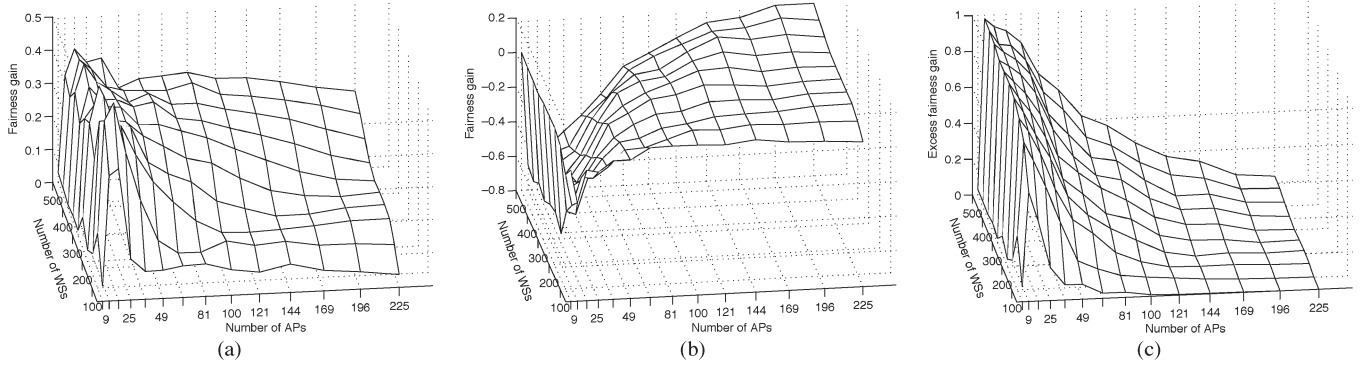 0.5
0.4
0.3
0.2
0.1
0
Fairness gain
500
400
300
200
100
Number of WSs
9 25 49 81 100 121 144 169 196 225
Number of APs
(a)
0.2
0
−0.2
−0.4
−0.6
−0.8
Fairness gain
500
400
300
200
100
Number of WSs
9 25 49 81 100 121 144 169 196 225
Number of APs
(b)
1
0.8
0.6
0.4
0.2
0
Excess fairness gain
500
400
300
200
100
Number of WSs
9 25 49 81 100 121 144 169 196 225
Number of APs
(c)